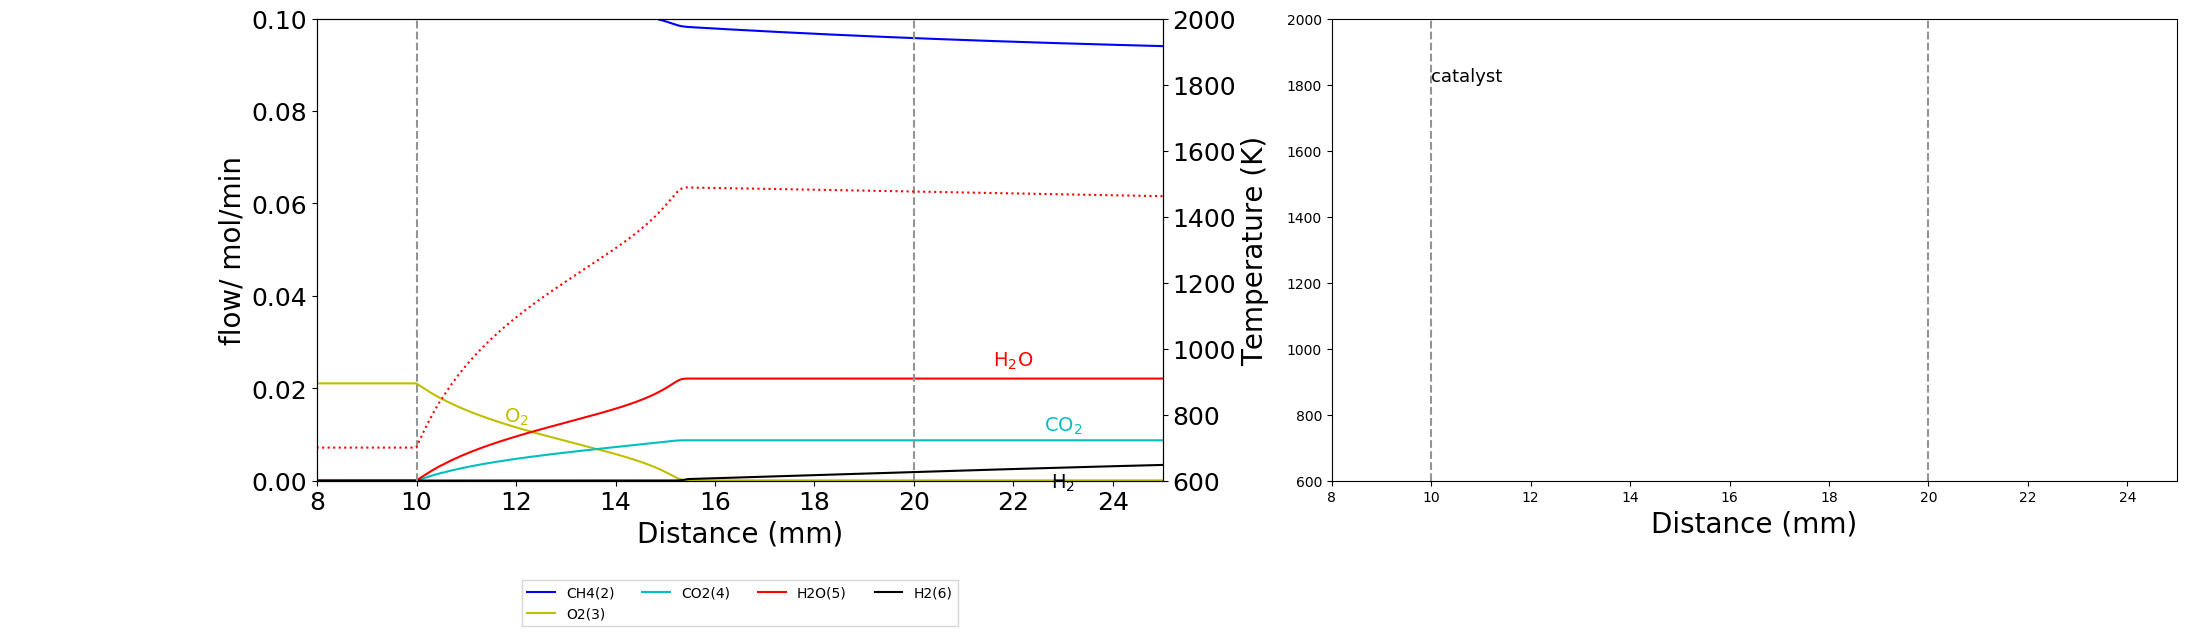 flow/ mol/min
0.10
0.08
0.06
0.04
0.02
0.00
8 10 12 14 16 18 20 22 24
Distance (mm)
O₂
H₂O
CO₂
H₂
2000
1800
1600
1400
1200
1000
800
600
Temperature (K)
CH4(2) CO2(4) H2O(5) H2(6)
O2(3)
2000
1800
1600
1400
1200
1000
800
600
catalyst
8 10 12 14 16 18 20 22 24
Distance (mm)